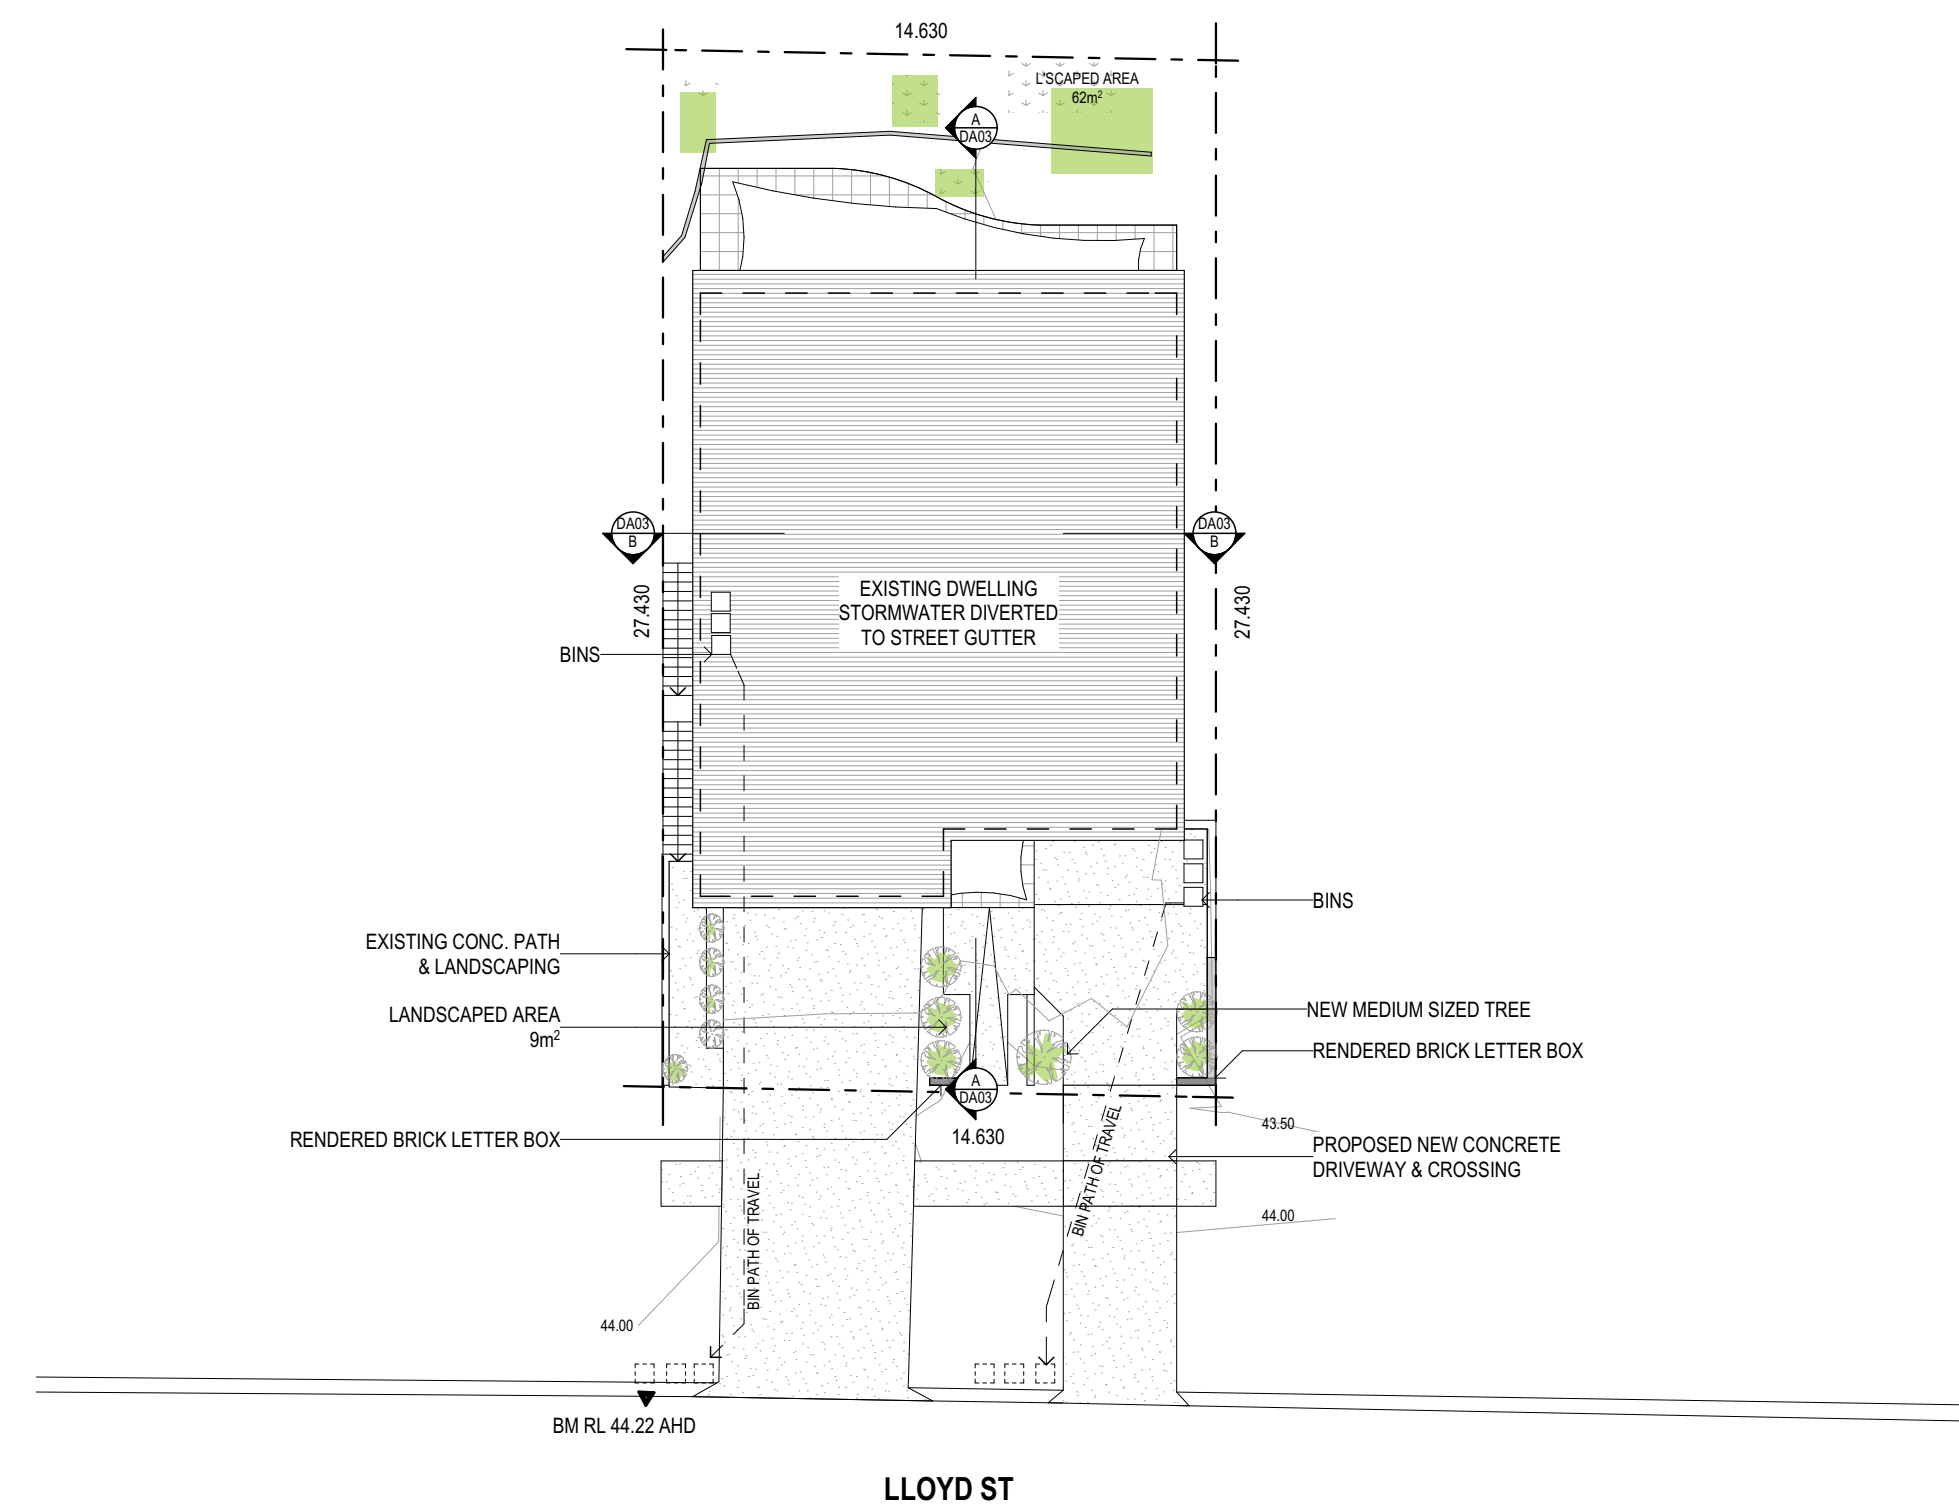 14.630
L'SCAPED AREA
62m²
A
DA03
DA03
B
DA03
B
27.430
27.430
EXISTING DWELLING
STORMWATER DIVERTED
TO STREET GUTTER
BINS
BINS
EXISTING CONC. PATH
& LANDSCAPING
LANDSCAPED AREA
9m²
NEW MEDIUM SIZED TREE
RENDERED BRICK LETTER BOX
A
DA03
14.630
RENDERED BRICK LETTER BOX
43.50
PROPOSED NEW CONCRETE
DRIVEWAY & CROSSING
BIN PATH OF TRAVEL
BIN PATH OF TRAVEL
44.00
44.00
BM RL 44.22 AHD
LLOYD ST